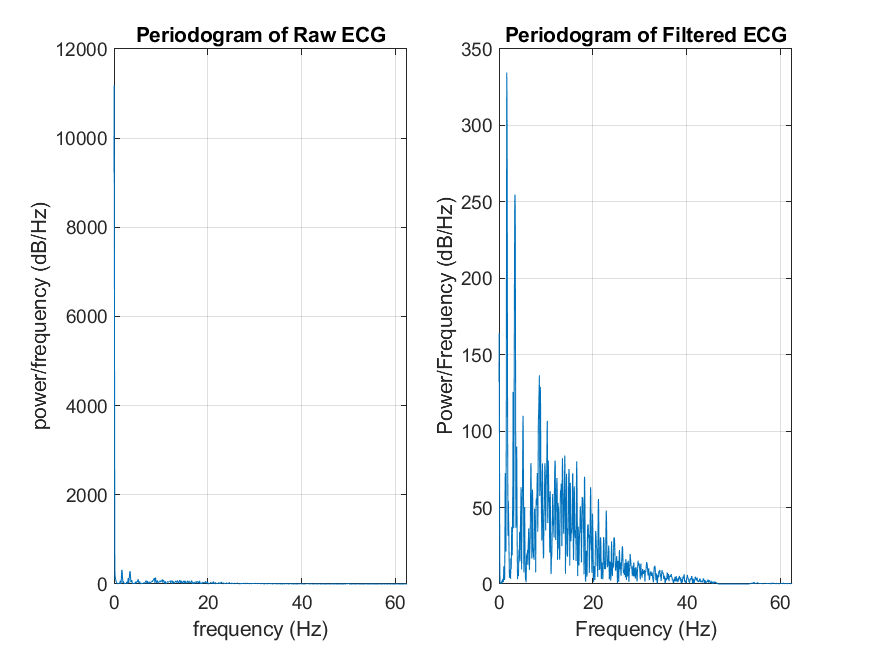 Periodogram of Raw ECG
12000
10000
8000
6000
4000
2000
0
power/frequency (dB/Hz)
0 20 40 60
frequency (Hz)
Periodogram of Filtered ECG
350
300
250
200
150
100
50
0
Power/Frequency (dB/Hz)
0 20 40 60
Frequency (Hz)